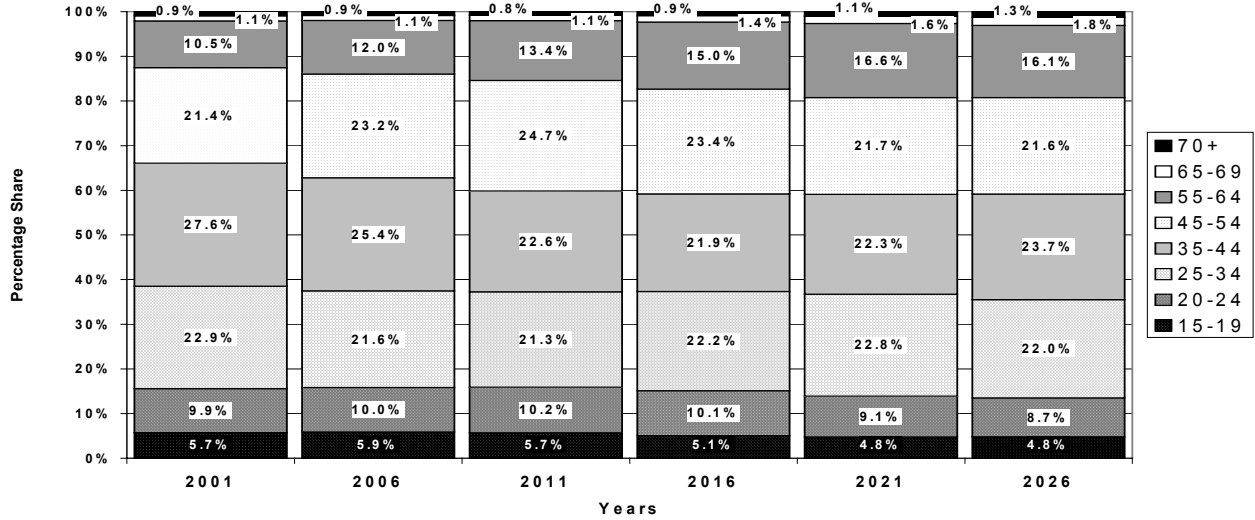 100%
90%
80%
70%
60%
50%
40%
30%
20%
10%
0%
Percentage Share
0.9% 0.9% 0.8% 0.9% 1.1% 1.3%
1.1% 1.1% 1.1% 1.4% 1.6% 1.8%
10.5% 12.0% 13.4% 15.0% 16.6% 16.1%
21.4% 23.2% 24.7% 23.4% 21.7% 21.6%
27.6% 25.4% 22.6% 21.9% 22.3% 23.7%
22.9% 21.6% 21.3% 22.2% 22.8% 22.0%
9.9% 10.0% 10.2% 10.1% 9.1% 8.7%
5.7% 5.9% 5.7% 5.1% 4.8% 4.8%
2001 2006 2011 2016 2021 2026
Years
70+
65-69
55-64
45-54
35-44
25-34
20-24
15-19